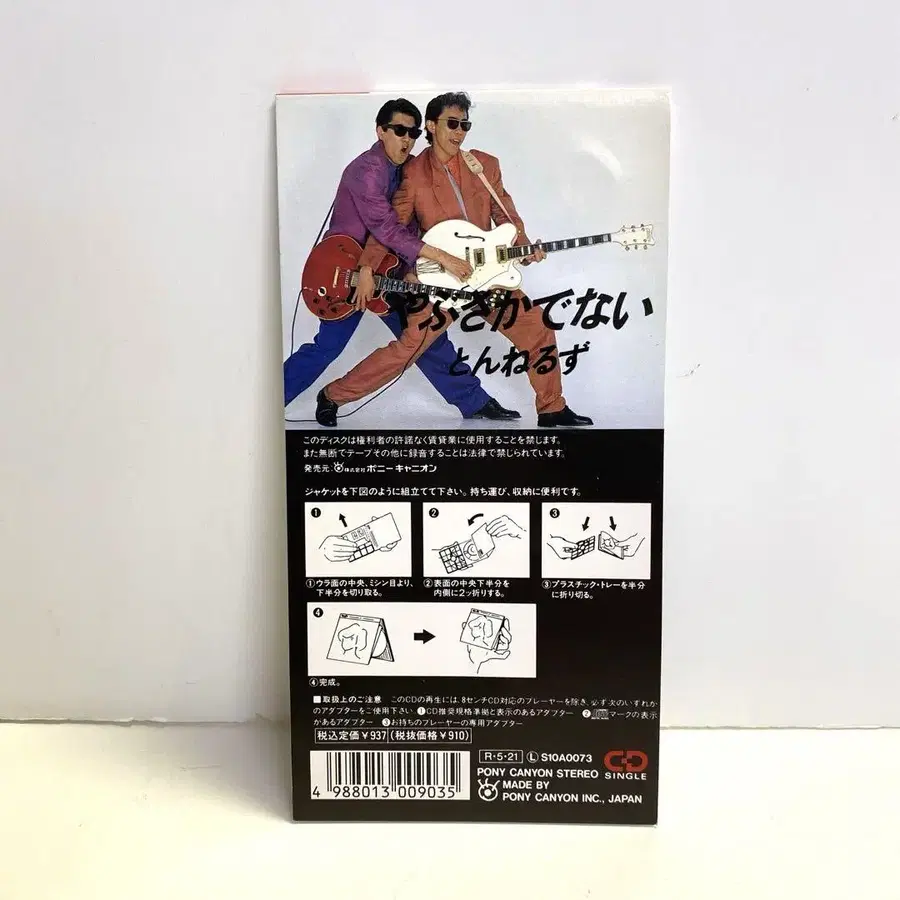 やぶさかでない
とんねるず
このディスクは権利者の許諾なく賃貸業に使用することを禁じます。
また無断でテープその他に録音することは法律で禁じられています。
発売元: 株式会社 ポニーキャニオン
ジャケットを下図のように組立てて下さい。持ち運び、収納に便利です。
❶ ❷ ❸
①ウラ面の中央、ミシン目より、下半分を切り取る。
②表面の中央下半分を内側に2ッ折りする。
③プラスチック・トレーを半分に折り切る。
❹
④完成。
■取扱上のご注意 このCDの再生には、8センチCD対応のプレーヤーを除き、必ず次のいずれか
のアダプターをご使用下さい ❶CD推奨規格準拠と表示のあるアダプター ❷マークの表示
があるアダプター ❸お持ちのプレーヤーの専用アダプター
税込定価¥937 (税抜価格¥910)
R・5・21 Ⓛ S10A0073
PONY CANYON STEREO
MADE BY
PONY CANYON INC., JAPAN
CD
SINGLE
4 988013 009035